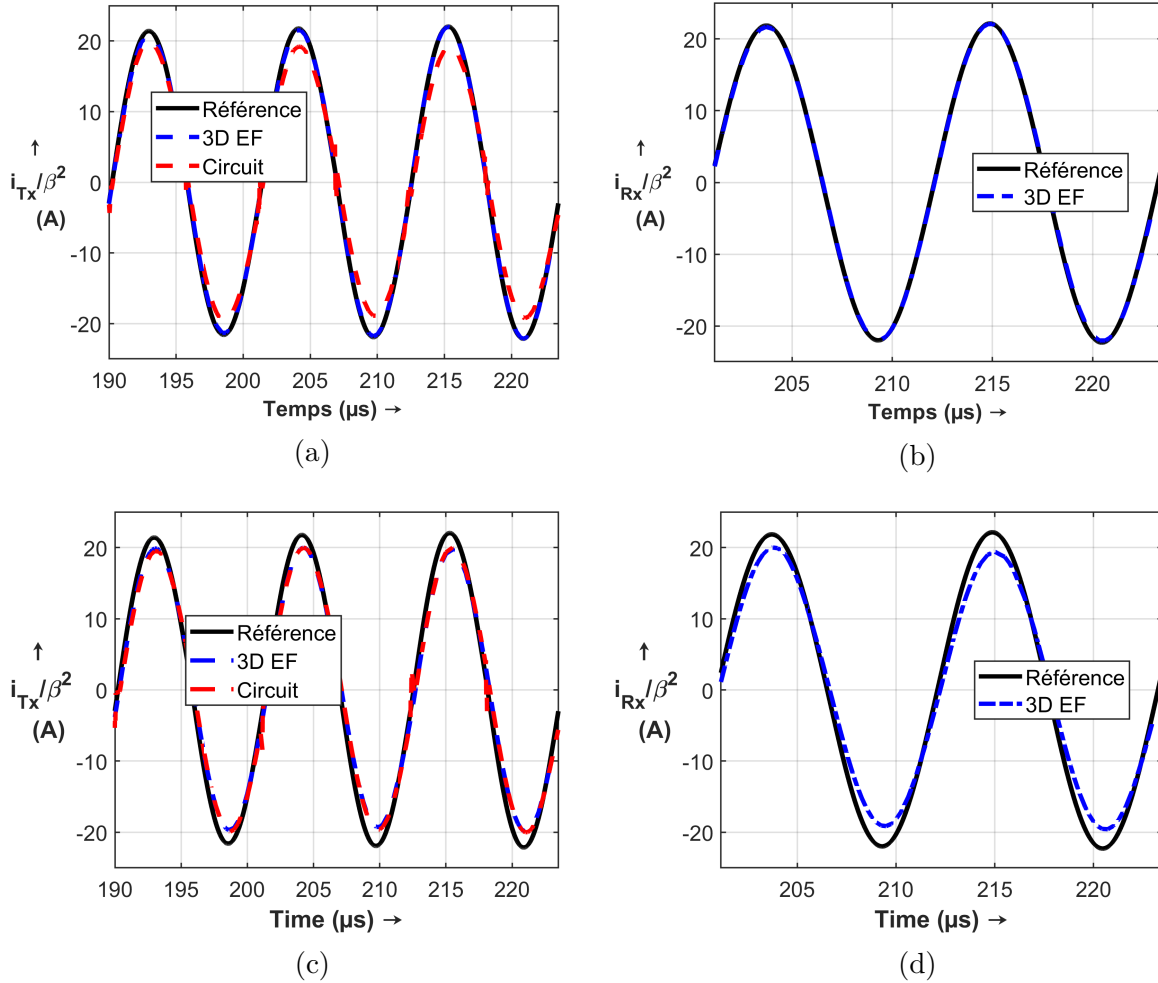 20
10
0
-10
-20
↑
i_Tx/β²
(A)
Référence
3D EF
Circuit
190 195 200 205 210 215 220
Temps (µs) →
(a)
20
10
0
-10
-20
↑
i_Rx/β²
(A)
Référence
3D EF
205 210 215 220
Temps (µs) →
(b)
20
10
0
-10
-20
↑
i_Tx/β²
(A)
Référence
3D EF
Circuit
190 195 200 205 210 215 220
Time (µs) →
(c)
20
10
0
-10
-20
↑
i_Rx/β²
(A)
Référence
3D EF
205 210 215 220
Time (µs) →
(d)